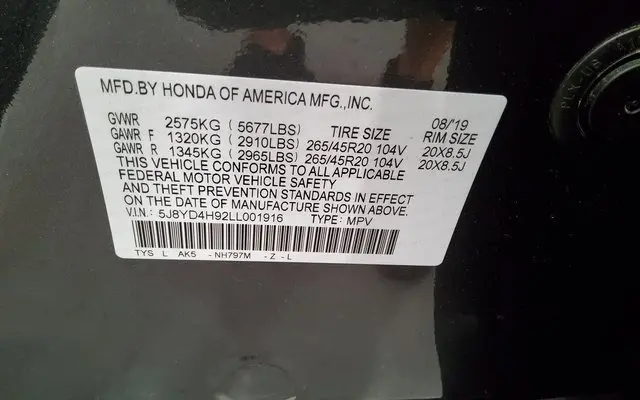 MFD.BY HONDA OF AMERICA MFG.,INC.
08/'19
GVWR 2575KG ( 5677LBS) TIRE SIZE RIM SIZE
GAWR F 1320KG ( 2910LBS) 265/45R20 104V 20X8.5J
GAWR R 1345KG ( 2965LBS) 265/45R20 104V 20X8.5J
THIS VEHICLE CONFORMS TO ALL APPLICABLE
FEDERAL MOTOR VEHICLE SAFETY
AND THEFT PREVENTION STANDARDS IN EFFECT
ON THE DATE OF MANUFACTURE SHOWN ABOVE.
V.I.N.: 5J8YD4H92LL001916 TYPE: MPV
TYS L AK5 - NH797M - Z - L